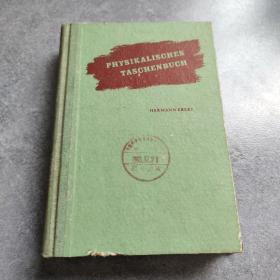 PHYSIKALISCHES
TASCHENBUCH
HERMANN EBERT